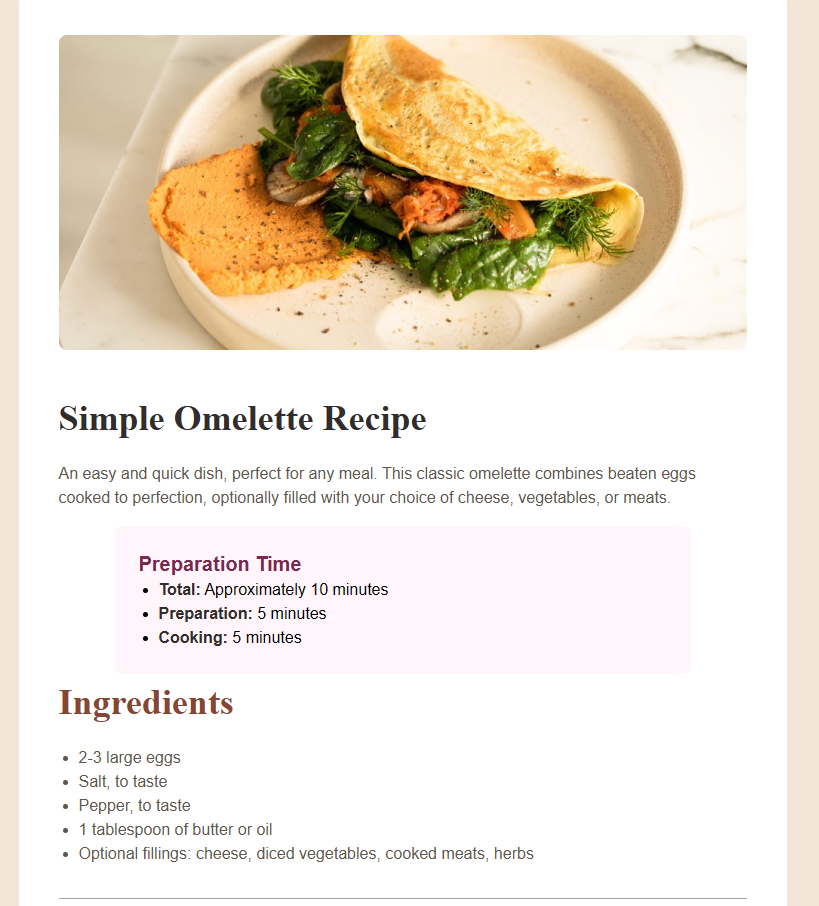 Simple Omelette Recipe
An easy and quick dish, perfect for any meal. This classic omelette combines beaten eggs
cooked to perfection, optionally filled with your choice of cheese, vegetables, or meats.
Preparation Time
• Total: Approximately 10 minutes
• Preparation: 5 minutes
• Cooking: 5 minutes
Ingredients
• 2-3 large eggs
• Salt, to taste
• Pepper, to taste
• 1 tablespoon of butter or oil
• Optional fillings: cheese, diced vegetables, cooked meats, herbs